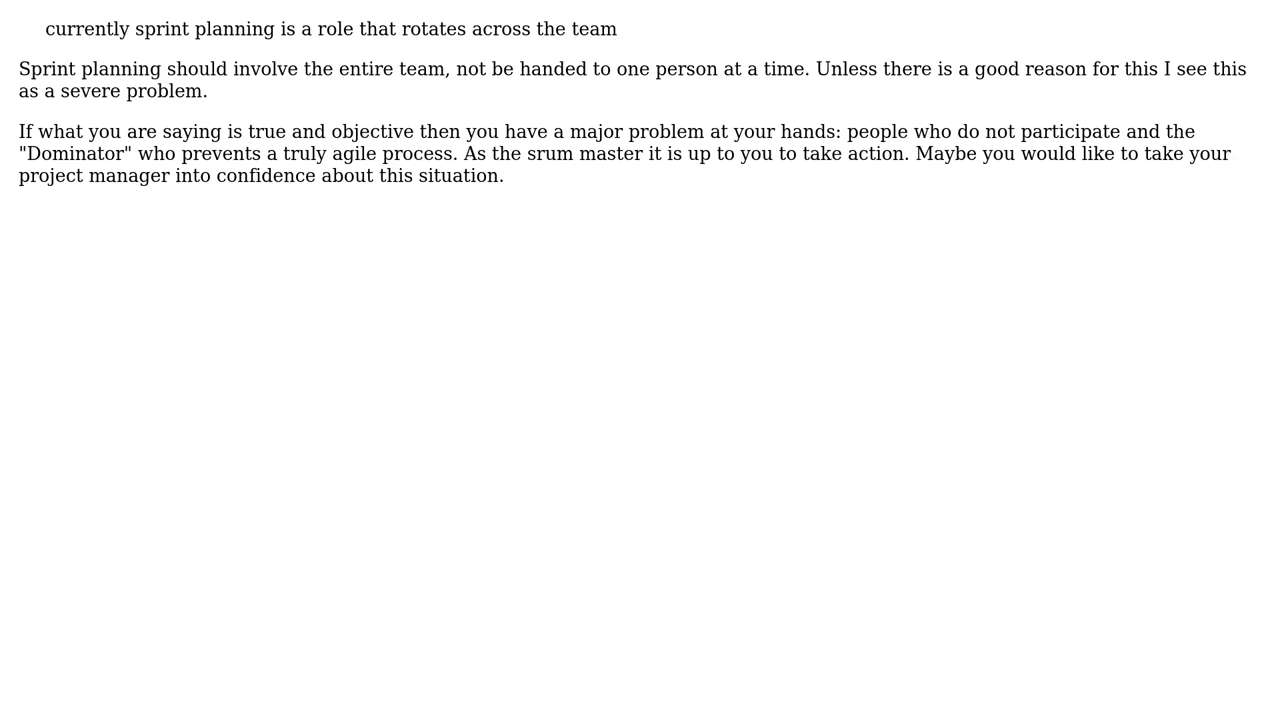 currently sprint planning is a role that rotates across the team
Sprint planning should involve the entire team, not be handed to one person at a time. Unless there is a good reason for this I see this
as a severe problem.
If what you are saying is true and objective then you have a major problem at your hands: people who do not participate and the
"Dominator" who prevents a truly agile process. As the srum master it is up to you to take action. Maybe you would like to take your
project manager into confidence about this situation.